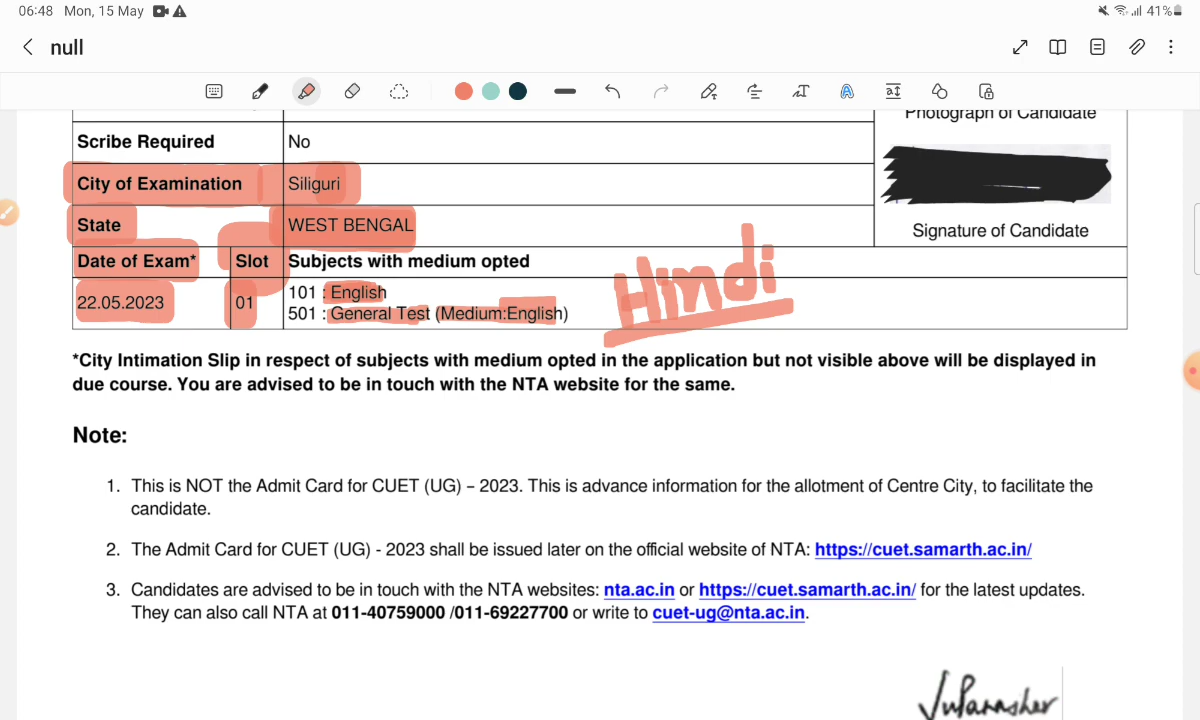 06:48 Mon, 15 May 41%
null
Photograph of Candidate
Scribe Required No
City of Examination Siliguri
State WEST BENGAL
Signature of Candidate
Date of Exam* Slot Subjects with medium opted
22.05.2023 01 101 : English
501 : General Test (Medium:English)
Hindi
*City Intimation Slip in respect of subjects with medium opted in the application but not visible above will be displayed in
due course. You are advised to be in touch with the NTA website for the same.
Note:
1. This is NOT the Admit Card for CUET (UG) – 2023. This is advance information for the allotment of Centre City, to facilitate the
candidate.
2. The Admit Card for CUET (UG) - 2023 shall be issued later on the official website of NTA: https://cuet.samarth.ac.in/
3. Candidates are advised to be in touch with the NTA websites: nta.ac.in or https://cuet.samarth.ac.in/ for the latest updates.
They can also call NTA at 011-40759000 /011-69227700 or write to cuet-ug@nta.ac.in.